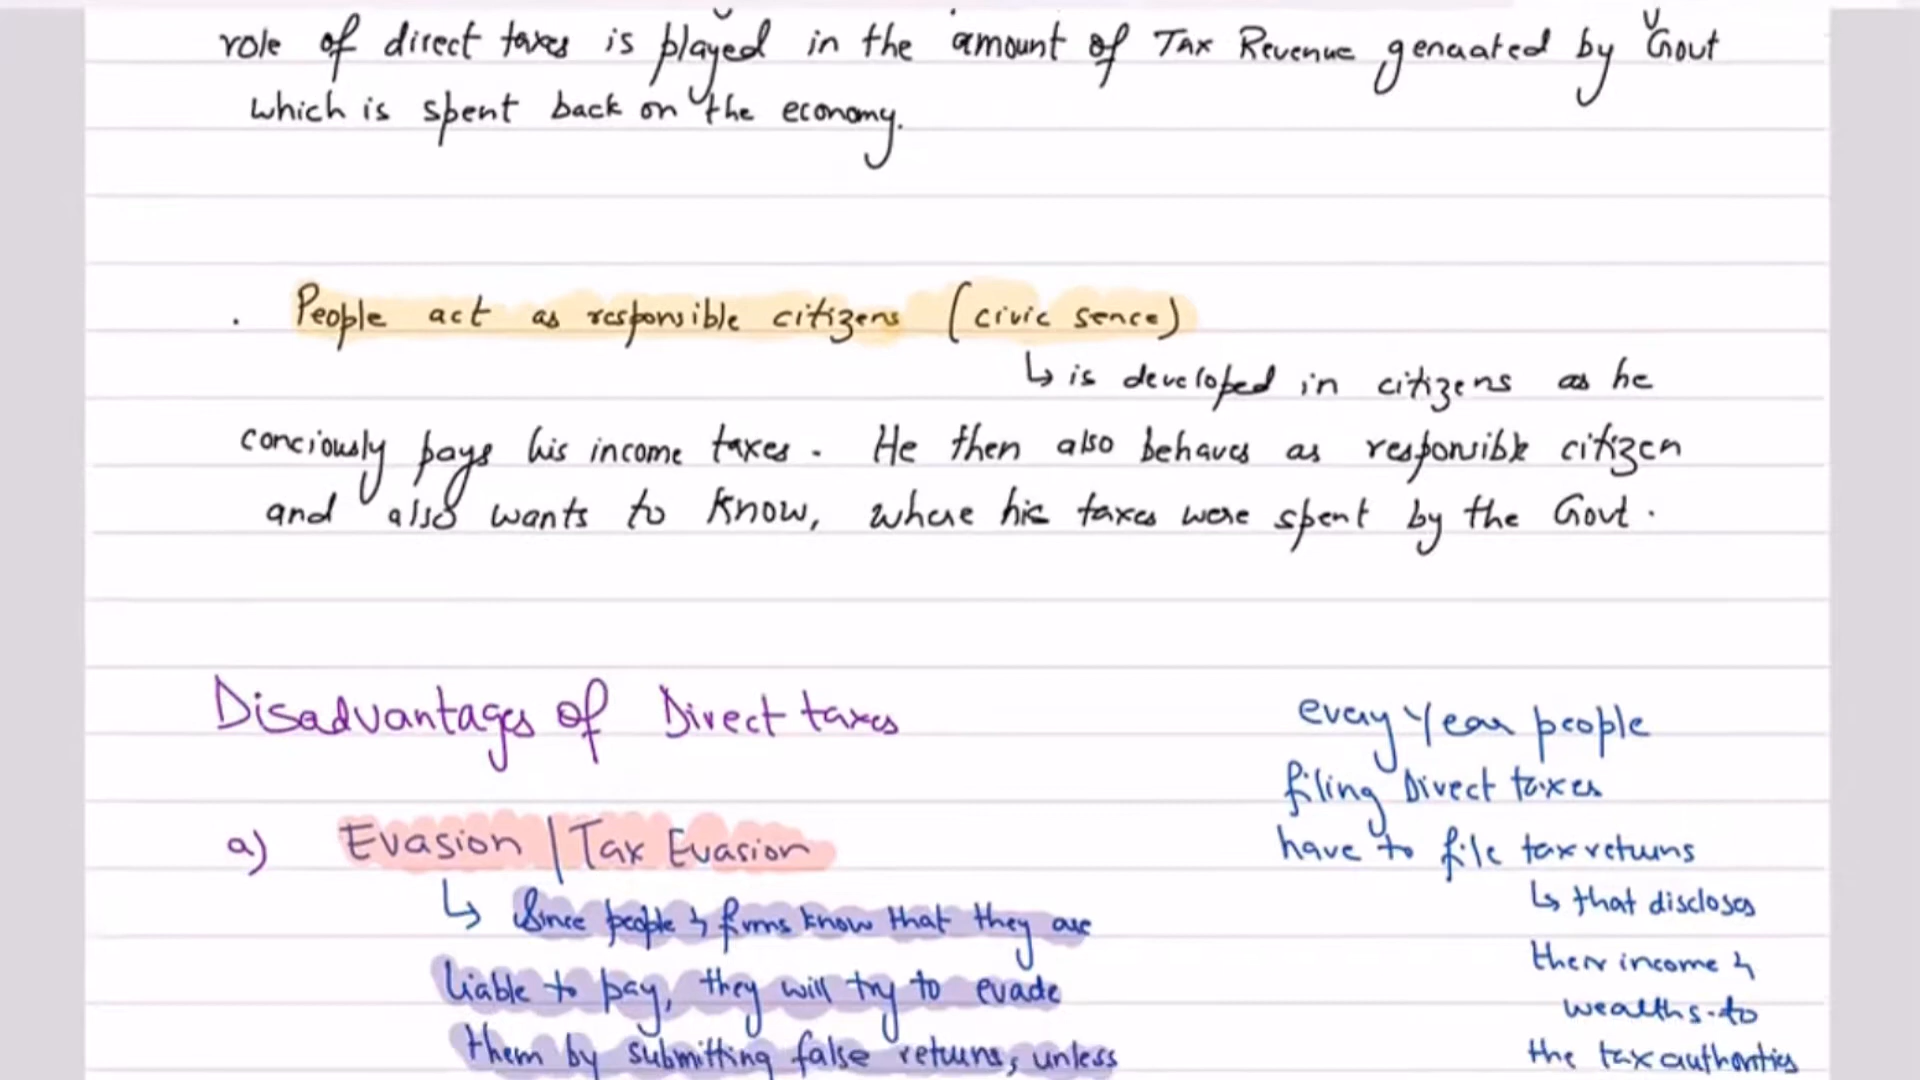 role of direct taxes is played in the amount of Tax Revenue genaated by Govt
which is spent back on the economy.
. People act as responsible citizens (civic sence)
↳ is developed in citizens as he
conciously pays his income taxes. He then also behaves as responsible citizen
and also wants to know, where his taxes were spent by the Govt.
Disadvantages of Direct taxes
a) Evasion | Tax Evasion
↳ Since people & firms know that they are
liable to pay, they will try to evade
them by submitting false returns, unless
every year people
filing Direct taxes
have to file tax returns
↳ that discloses
their income &
wealths to
the tax authorities